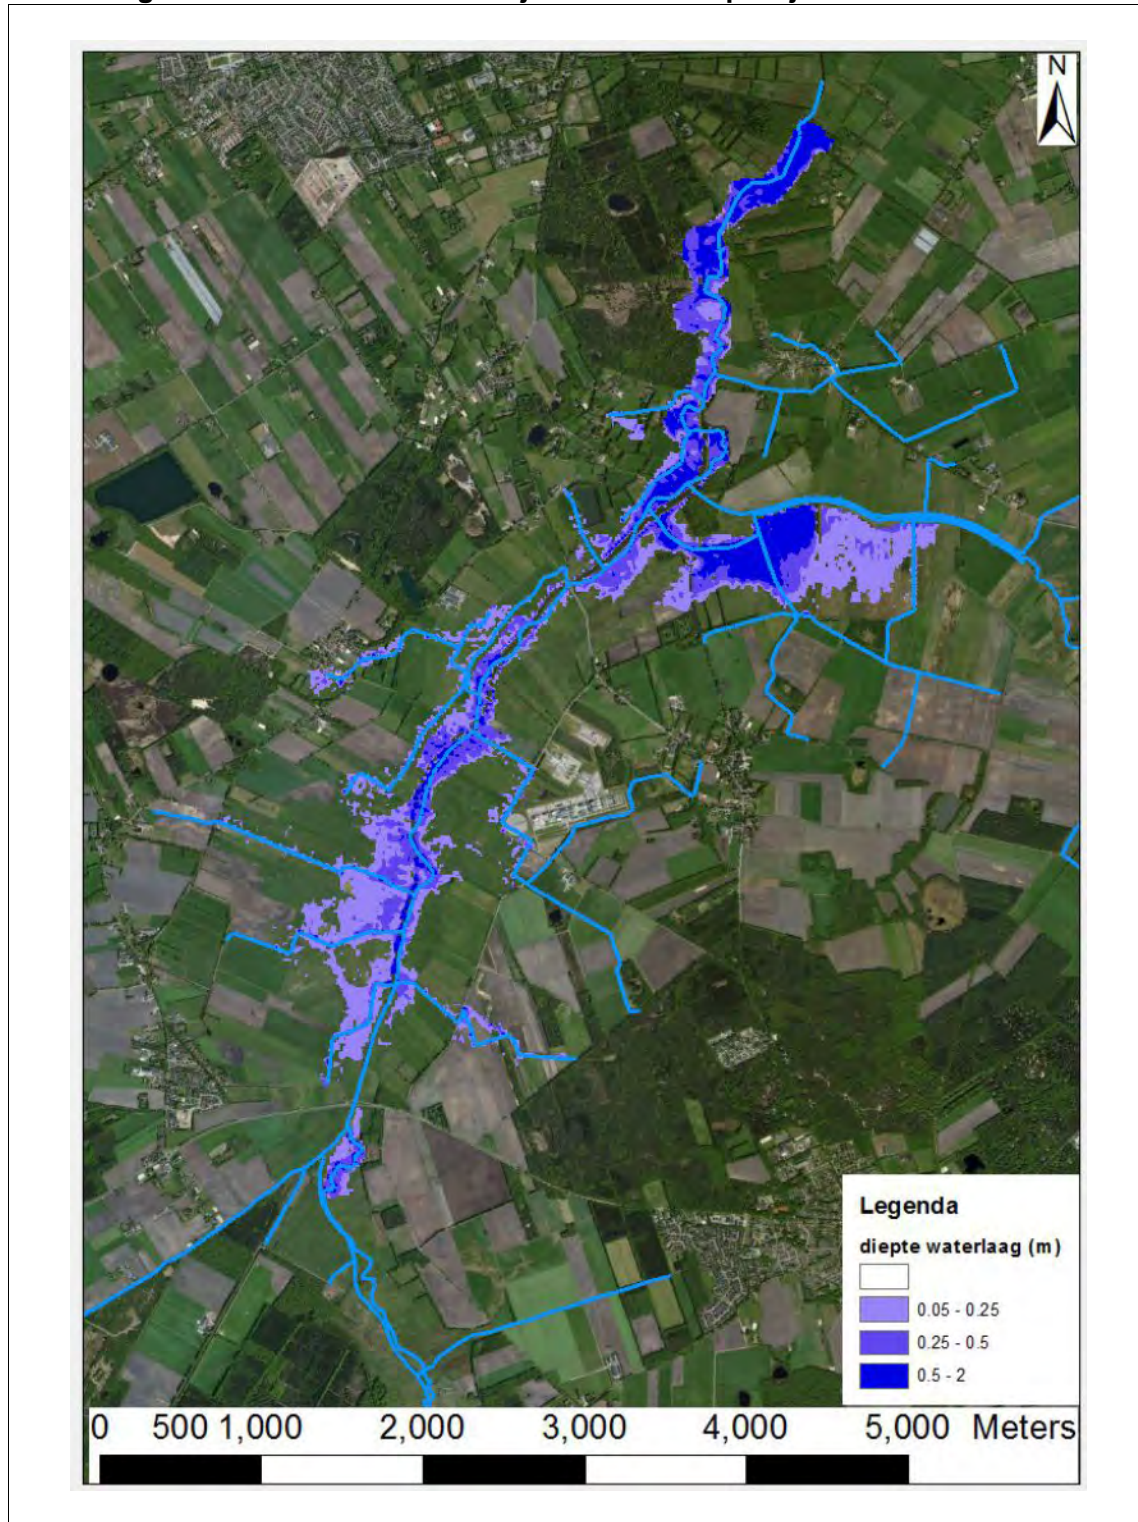 N
Legenda
diepte waterlaag (m)
0.05 - 0.25
0.25 - 0.5
0.5 - 2
0 500 1,000 2,000 3,000 4,000 5,000 Meters